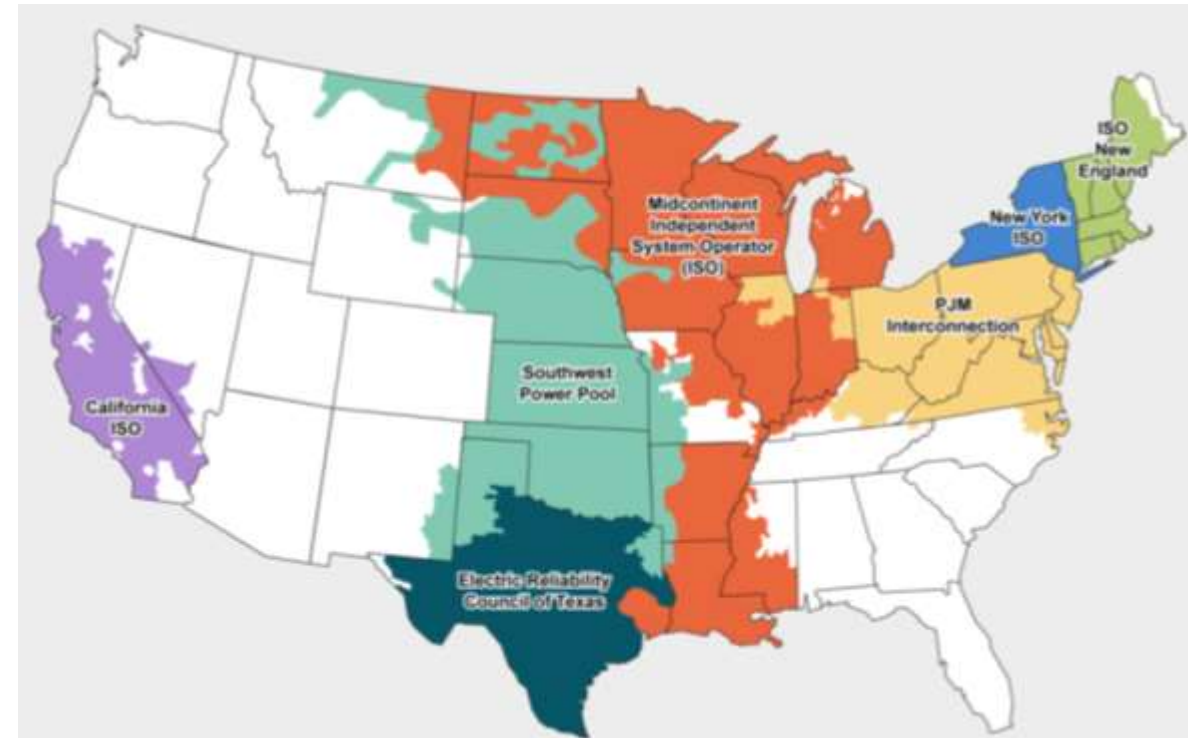 ISO
New
England
New York
ISO
Midcontinent
Independent
System Operator
(ISO)
PJM
Interconnection
Southwest
Power Pool
California
ISO
Electric Reliability
Council of Texas